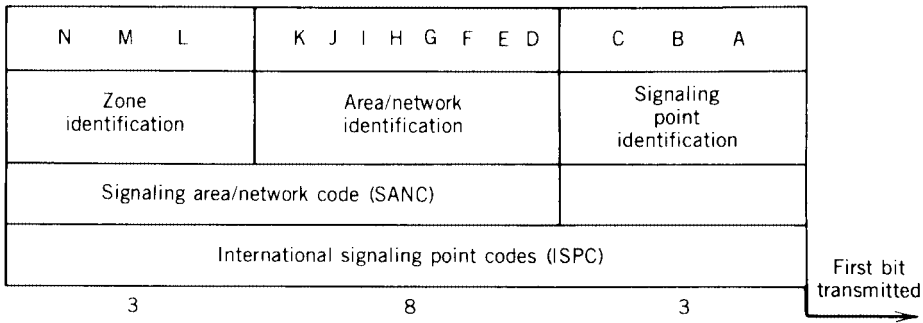 N M L K J I H G F E D C B A
Zone
identification
Area/network
identification
Signaling
point
identification
Signaling area/network code (SANC)
International signaling point codes (ISPC)
First bit
transmitted
3 8 3